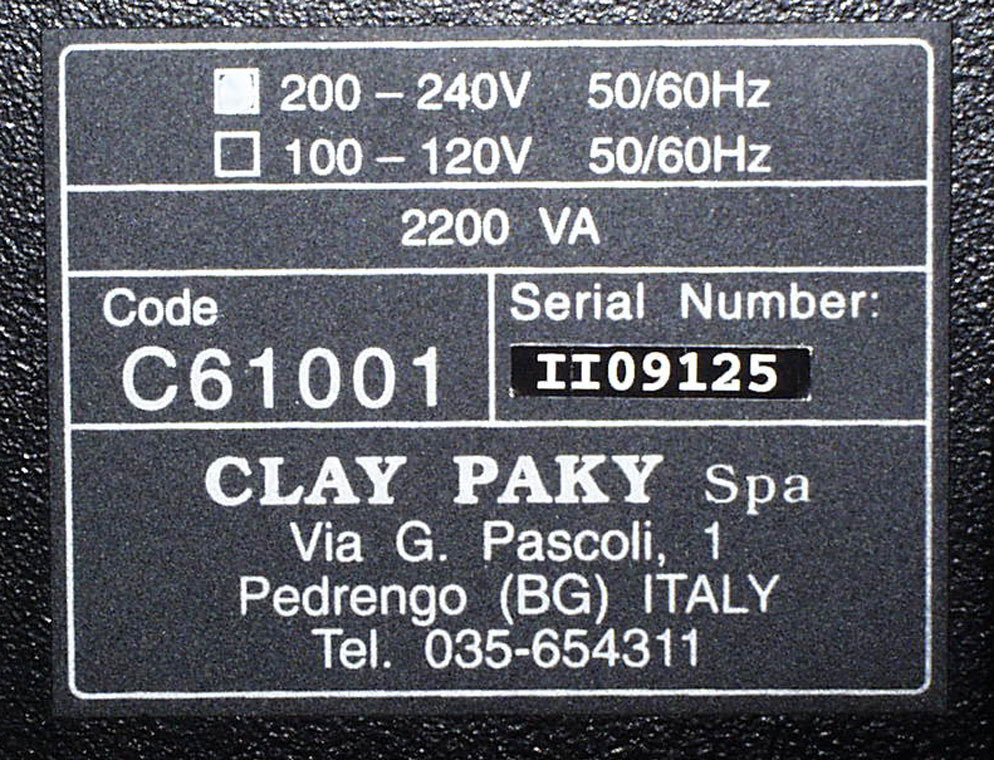 200 – 240V 50/60Hz
100 – 120V 50/60Hz
2200 VA
Code
C61001
Serial Number:
II09125
CLAY PAKY Spa
Via G. Pascoli, 1
Pedrengo (BG) ITALY
Tel. 035-654311